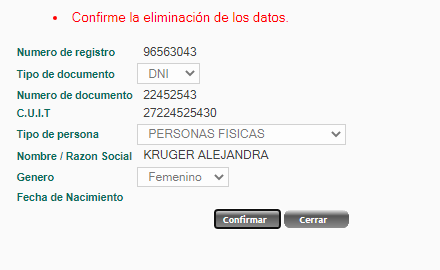 • Confirme la eliminación de los datos.
Numero de registro 96563043
Tipo de documento DNI
Numero de documento 22452543
C.U.I.T 27224525430
Tipo de persona PERSONAS FISICAS
Nombre / Razon Social KRUGER ALEJANDRA
Genero Femenino
Fecha de Nacimiento
Confirmar Cerrar